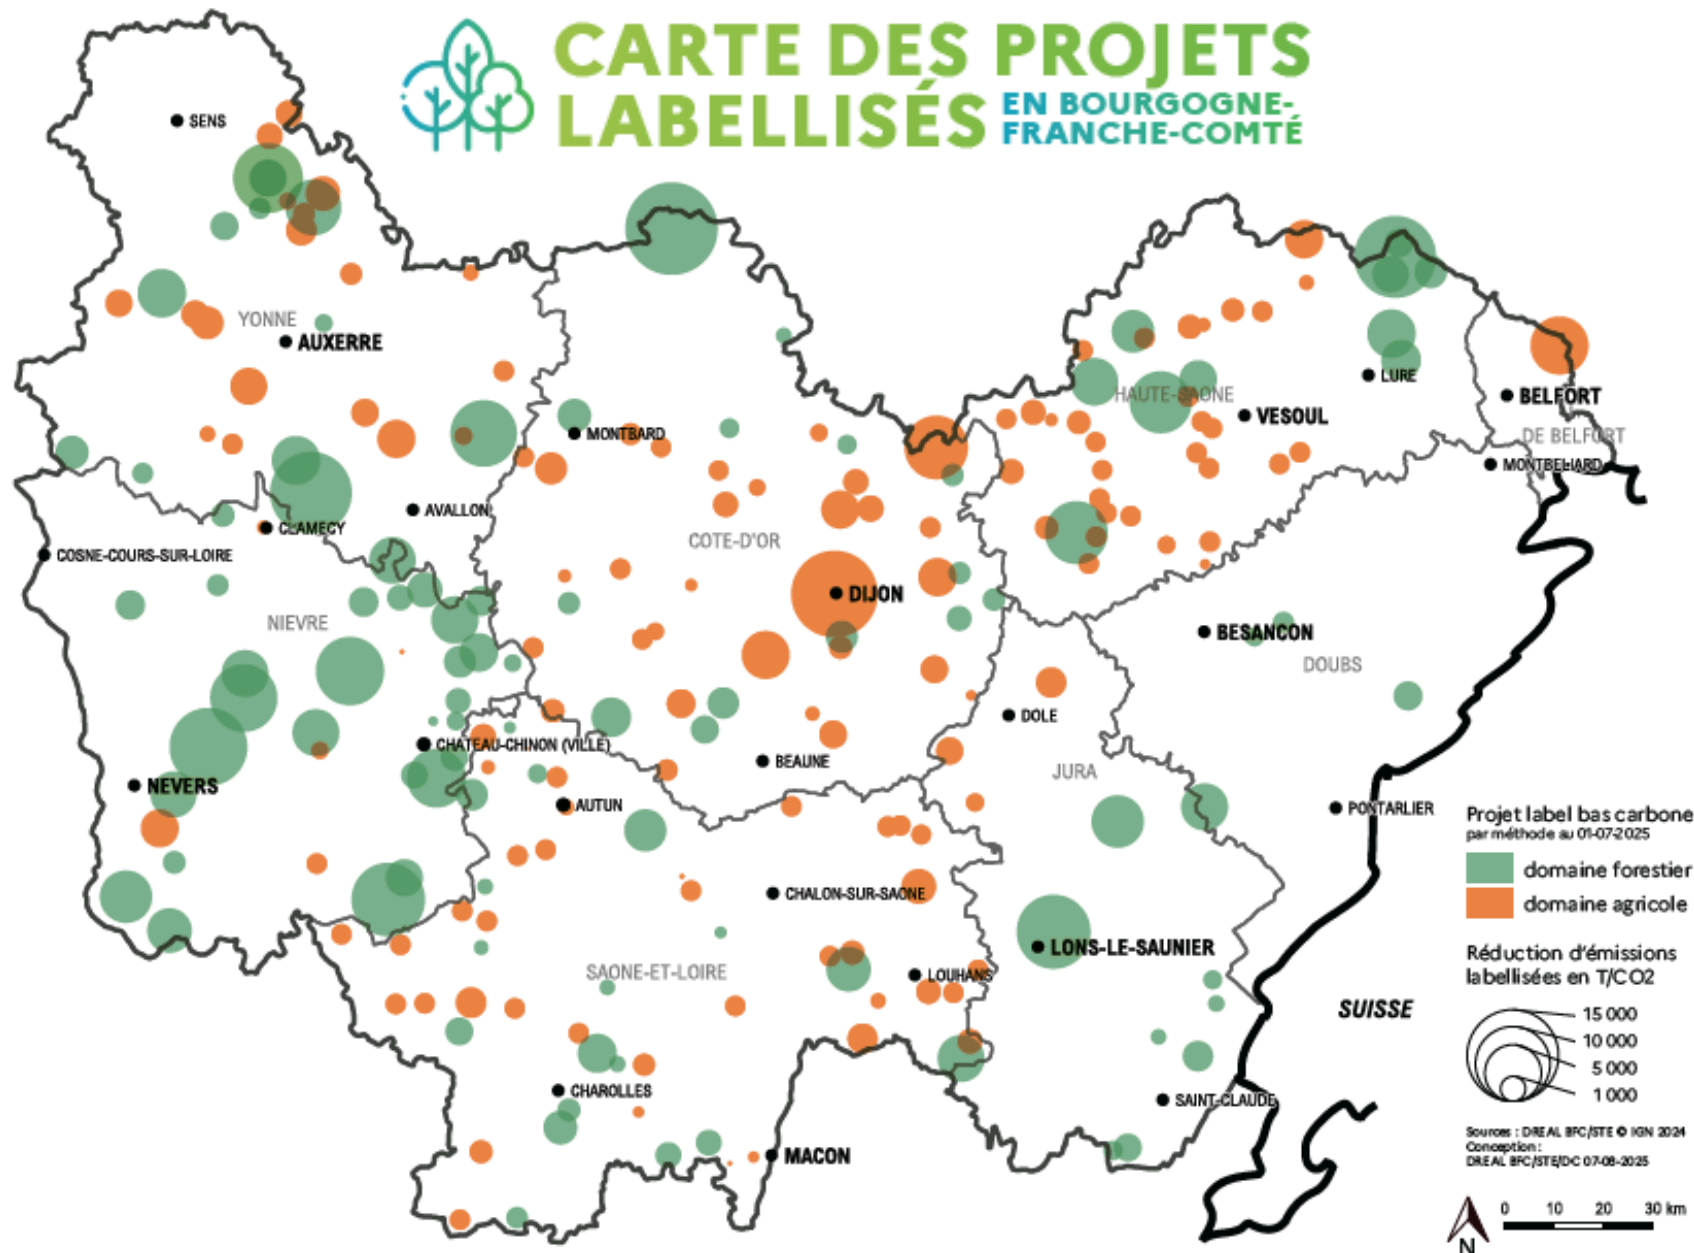 CARTE DES PROJETS
LABELLISÉS
EN BOURGOGNE-
FRANCHE-COMTÉ
SENS
YONNE
AUXERRE
MONTBARD
HAUTE-SAONE
LURE
VESOUL
BELFORT
DE BELFORT
MONTBELIARD
AVALLON
CLAMECY
COSNE-COURS-SUR-LOIRE
COTE-D'OR
DIJON
NIEVRE
BESANCON
DOUBS
DOLE
CHATEAU-CHINON (VILLE)
BEAUNE
JURA
NEVERS
AUTUN
PONTARLIER
CHALON-SUR-SAONE
LONS-LE-SAUNIER
SAONE-ET-LOIRE
LOUHANS
SUISSE
CHAROLLES
SAINT-CLAUDE
MACON
Projet label bas carbone
par méthode au 01-07-2025
domaine forestier
domaine agricole
Réduction d'émissions
labellisées en T/CO2
15 000
10 000
5 000
1 000
Sources : DREAL BFC/STE © IGN 2024
Conception :
DREAL BFC/STE/DC 07-08-2025
N
0 10 20 30 km